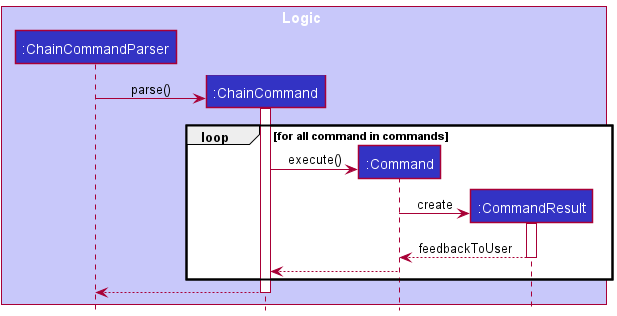 Logic
:ChainCommandParser
parse()
:ChainCommand
loop
[for all command in commands]
execute()
:Command
create
:CommandResult
feedbackToUser